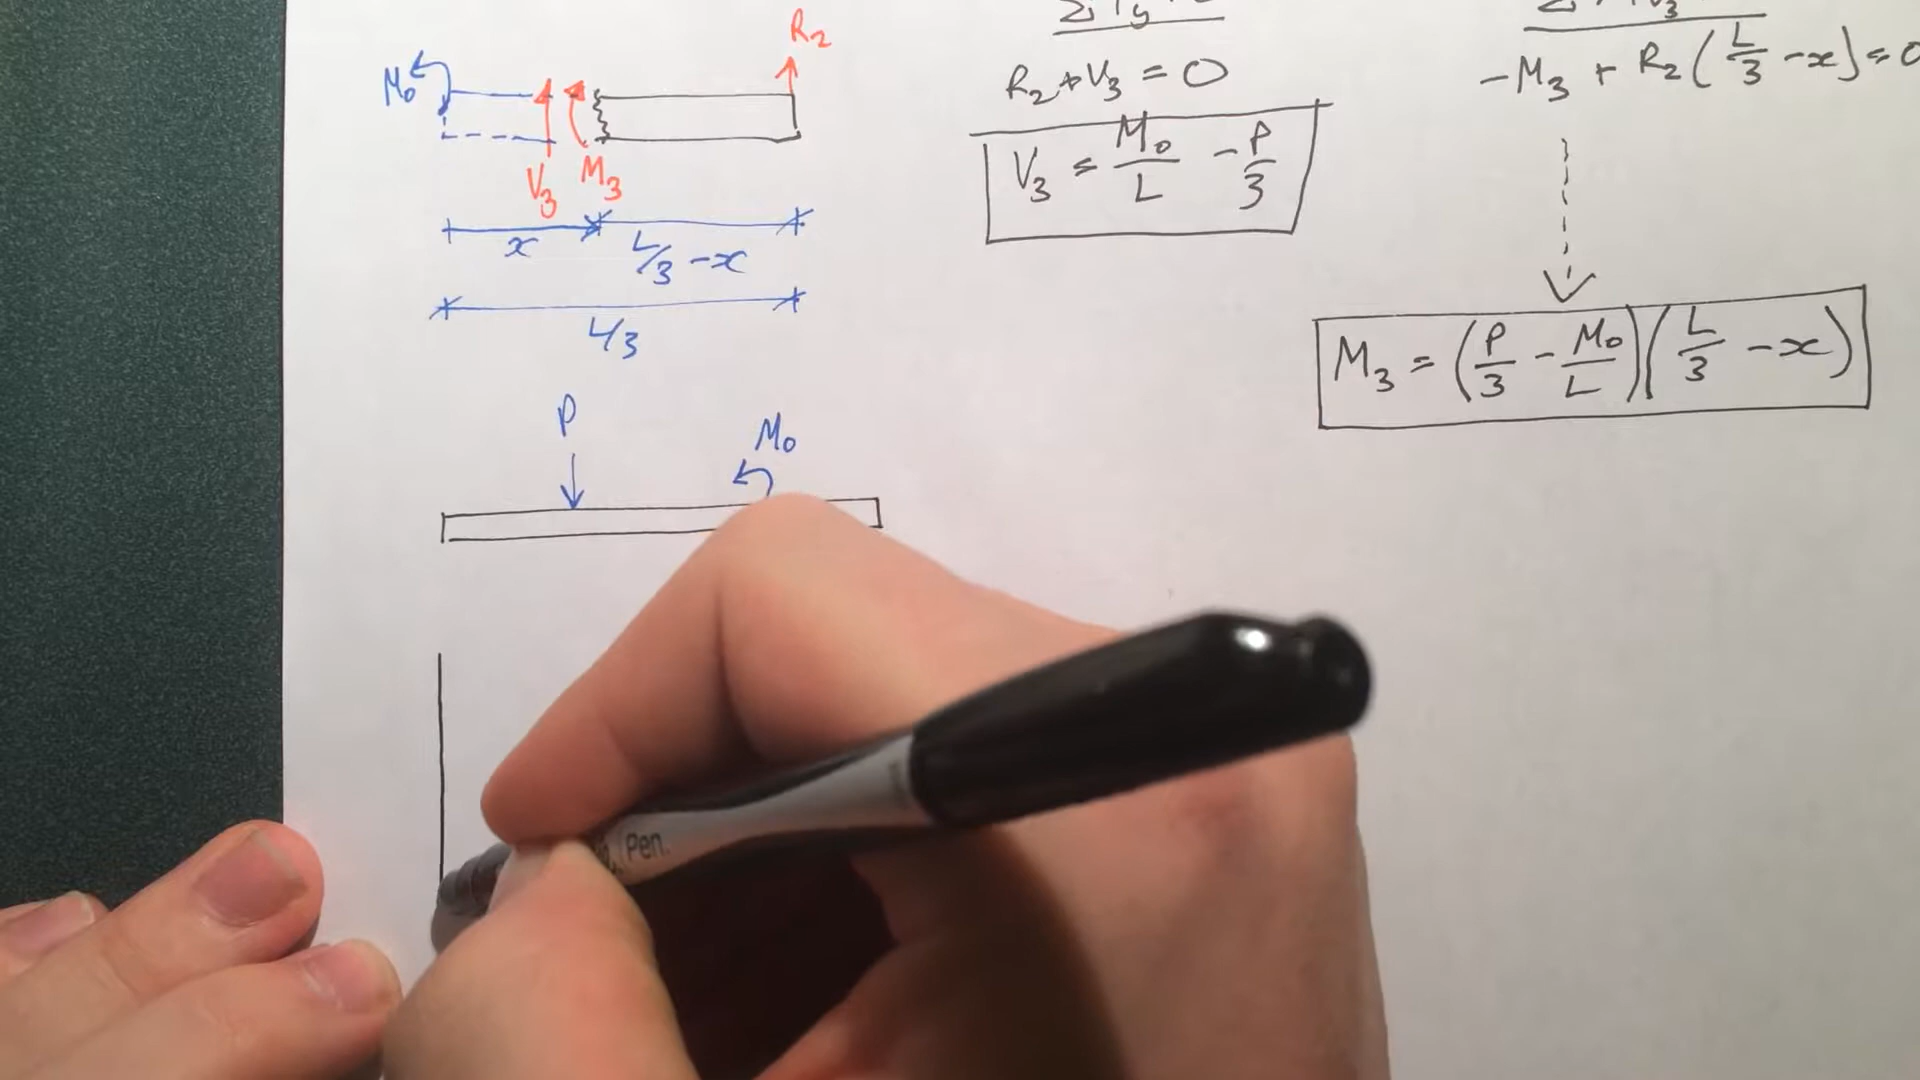 R₂
M₀
V₃
M₃
x
L/3 - x
L/3
R₂ + V₃ = 0
V₃ = M₀/L - P/3
-M₃ + R₂(L/3 - x) = 0
M₃ = (P/3 - M₀/L)(L/3 - x)
P
M₀
Pen.